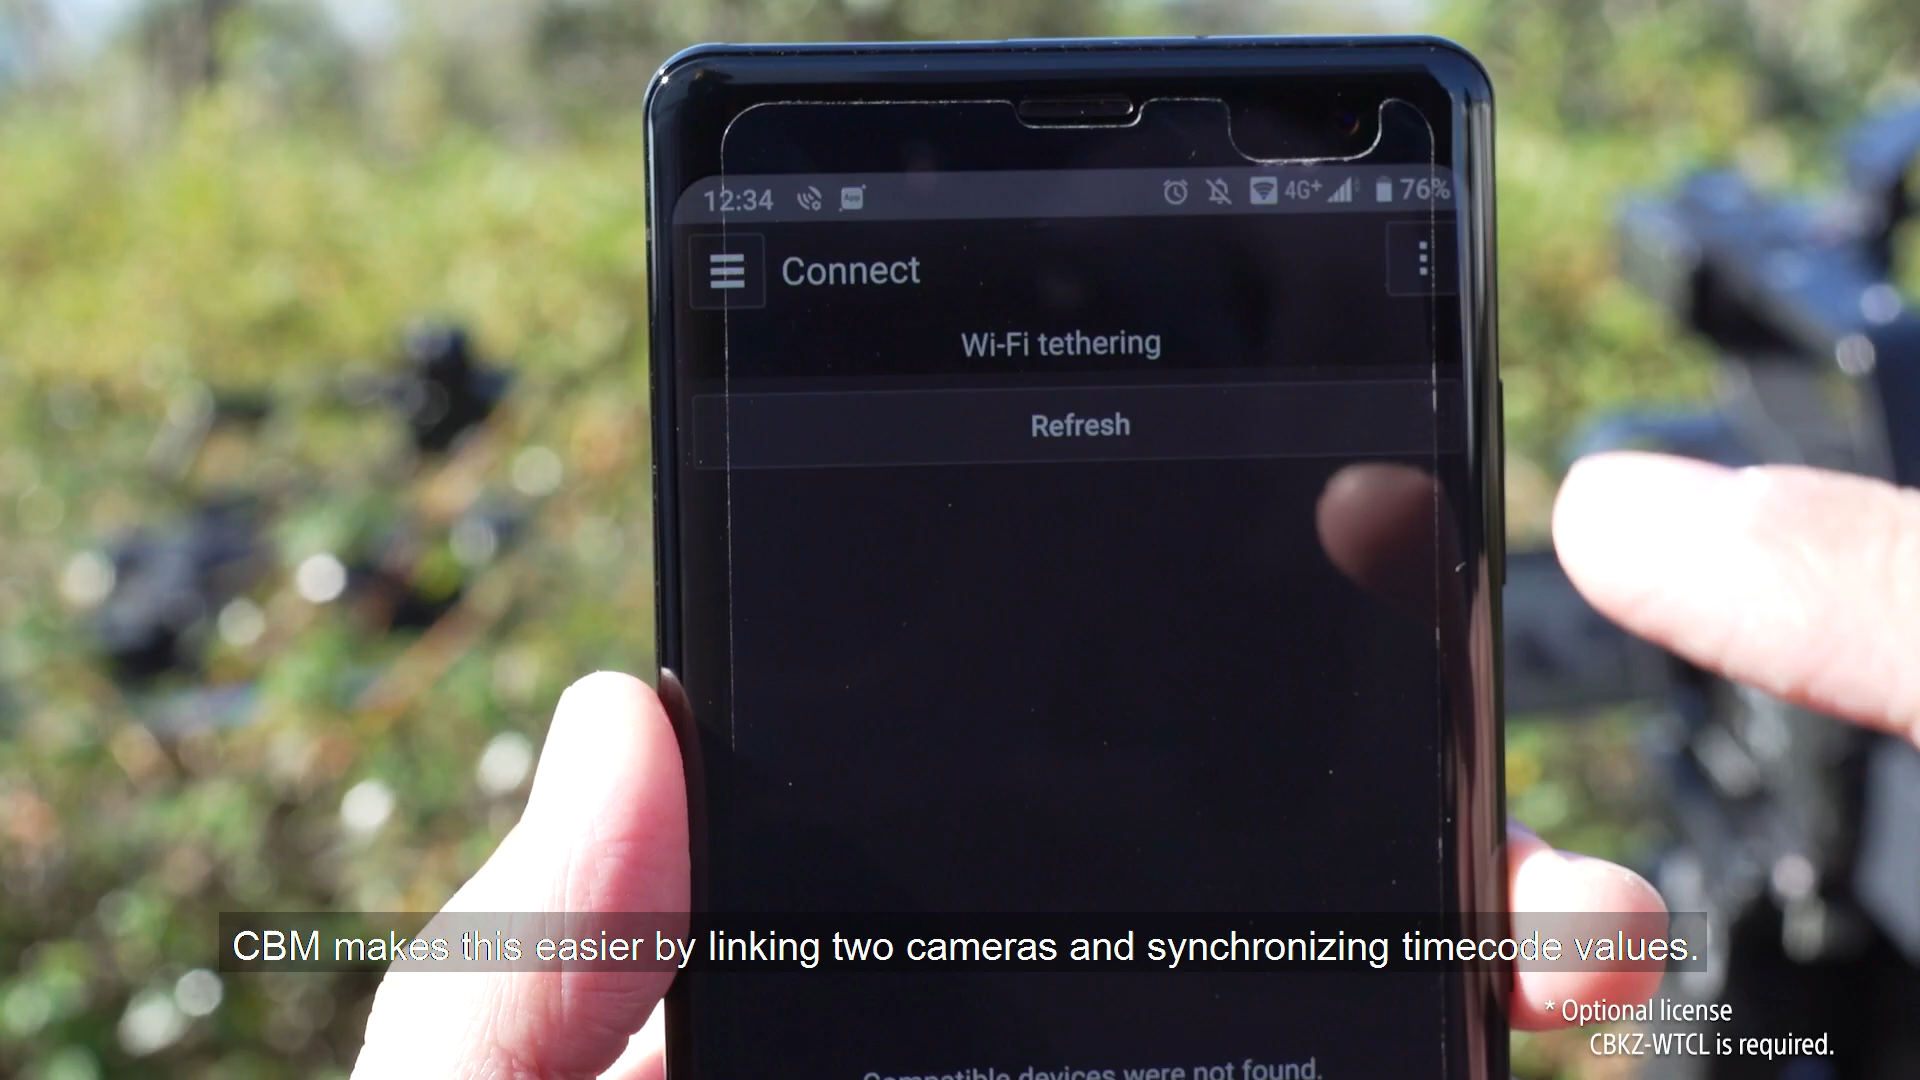 12:34 4G+ 76%
Connect
Wi-Fi tethering
Refresh
CBM makes this easier by linking two cameras and synchronizing timecode values.
* Optional license
CBKZ-WTCL is required.
Compatible devices were not found.